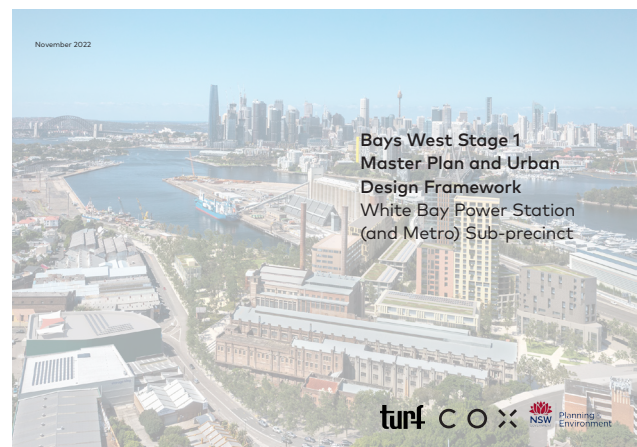 November 2022
Bays West Stage 1
Master Plan and Urban
Design Framework
White Bay Power Station
(and Metro) Sub-precinct
turf
COX
NSW
Planning &
Environment